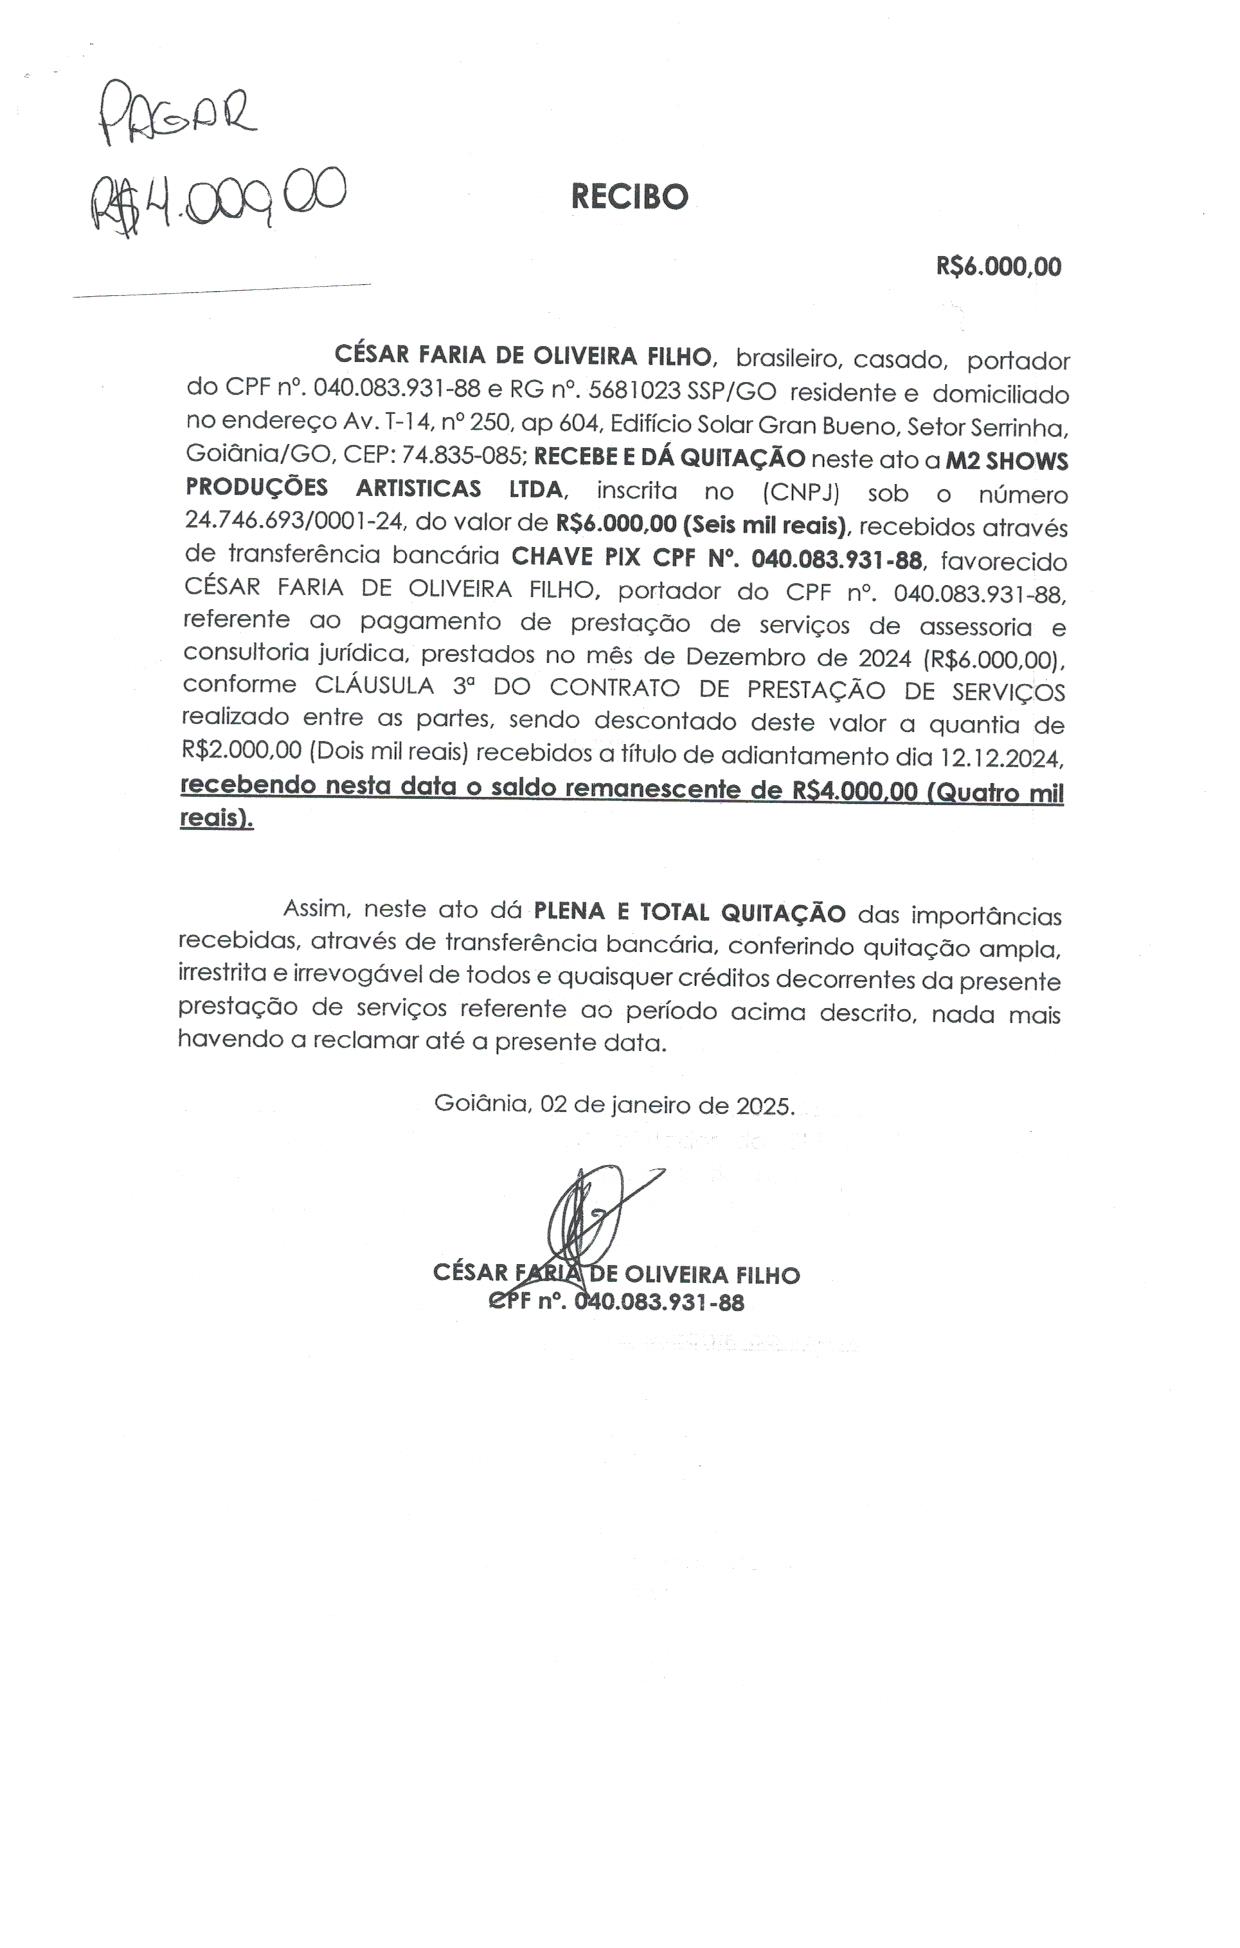 PAGAR
R$4.000,00
RECIBO
R$6.000,00
CÉSAR FARIA DE OLIVEIRA FILHO, brasileiro, casado, portador
do CPF nº. 040.083.931-88 e RG nº. 5681023 SSP/GO residente e domiciliado
no endereço Av. T-14, nº 250, ap 604, Edifício Solar Gran Bueno, Setor Serrinha,
Goiânia/GO, CEP: 74.835-085; RECEBE E DÁ QUITAÇÃO neste ato a M2 SHOWS
PRODUÇÕES ARTISTICAS LTDA, inscrita no (CNPJ) sob o número
24.746.693/0001-24, do valor de R$6.000,00 (Seis mil reais), recebidos através
de transferência bancária CHAVE PIX CPF Nº. 040.083.931-88, favorecido
CÉSAR FARIA DE OLIVEIRA FILHO, portador do CPF nº. 040.083.931-88,
referente ao pagamento de prestação de serviços de assessoria e
consultoria jurídica, prestados no mês de Dezembro de 2024 (R$6.000,00),
conforme CLÁUSULA 3ª DO CONTRATO DE PRESTAÇÃO DE SERVIÇOS
realizado entre as partes, sendo descontado deste valor a quantia de
R$2.000,00 (Dois mil reais) recebidos a título de adiantamento dia 12.12.2024,
recebendo nesta data o saldo remanescente de R$4.000,00 (Quatro mil
reais).
Assim, neste ato dá PLENA E TOTAL QUITAÇÃO das importâncias
recebidas, através de transferência bancária, conferindo quitação ampla,
irrestrita e irrevogável de todos e quaisquer créditos decorrentes da presente
prestação de serviços referente ao período acima descrito, nada mais
havendo a reclamar até a presente data.
Goiânia, 02 de janeiro de 2025.
CÉSAR FARIA DE OLIVEIRA FILHO
CPF nº. 040.083.931-88